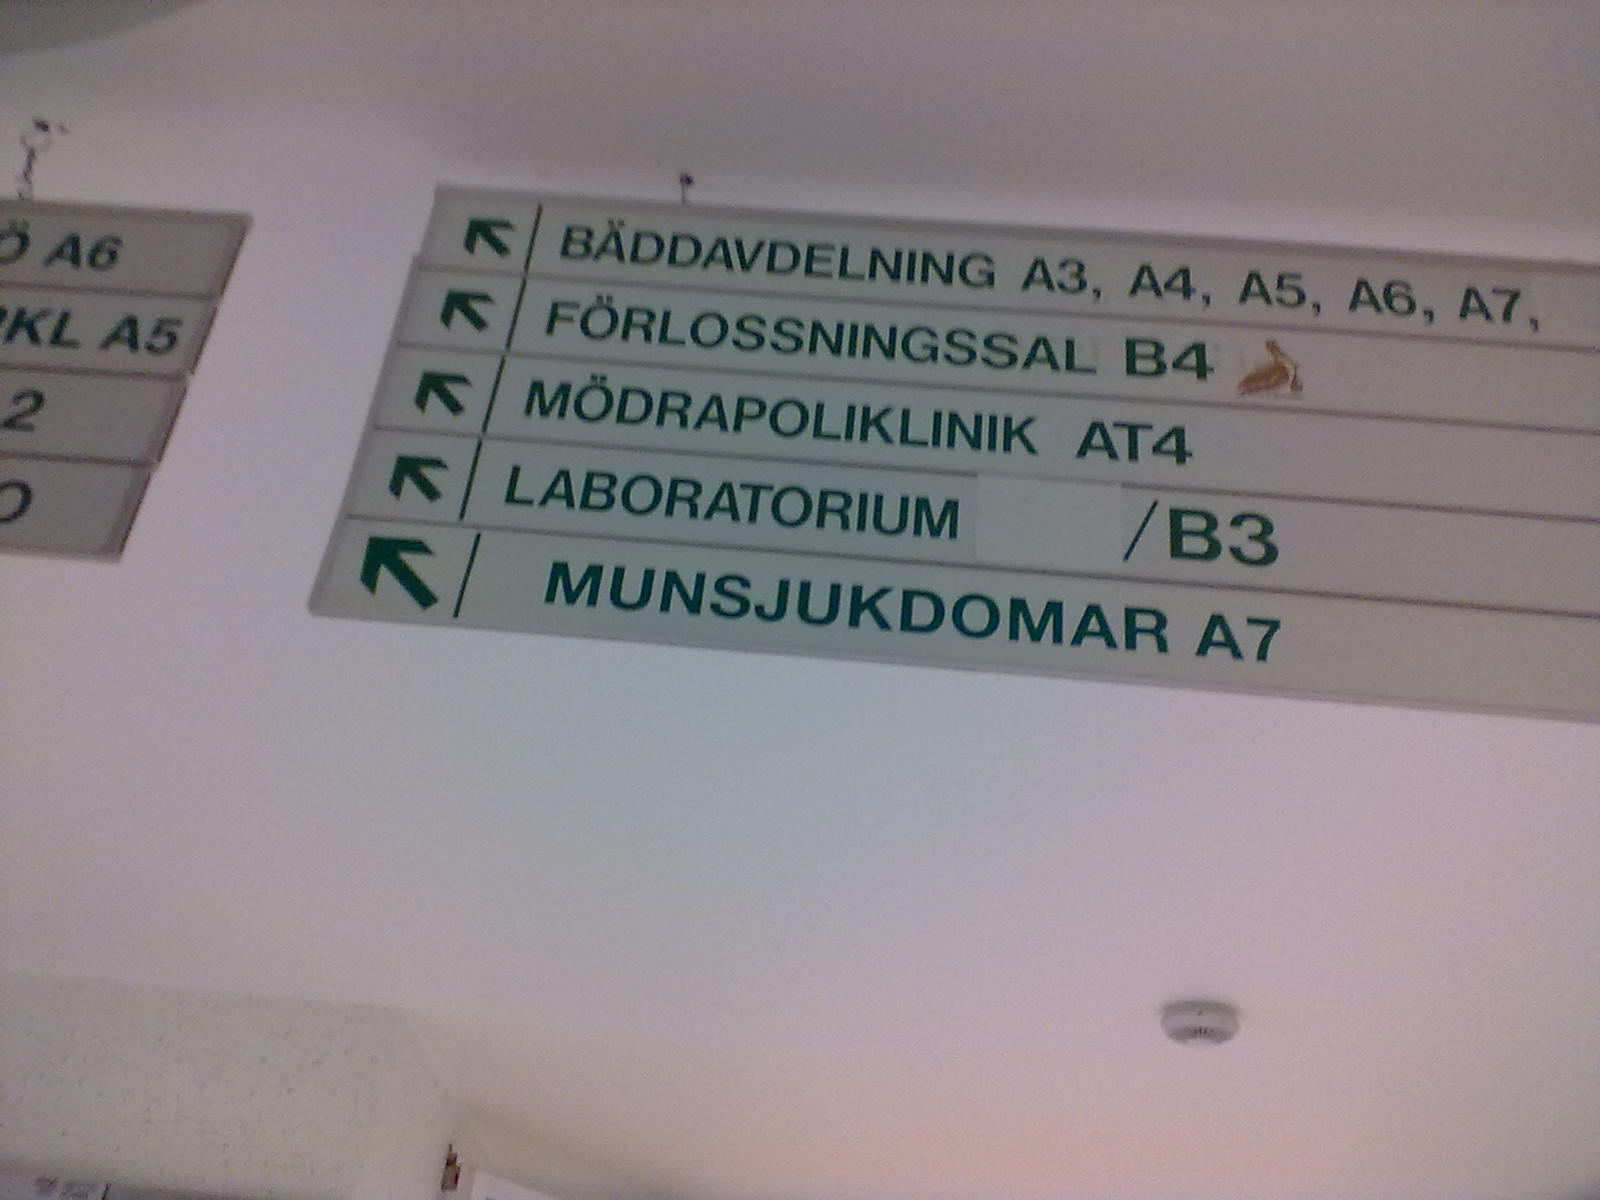 Ö A6
KL A5
2
O
BÄDDAVDELNING A3, A4, A5, A6, A7,
FÖRLOSSNINGSSAL B4
MÖDRAPOLIKLINIK AT4
LABORATORIUM /B3
MUNSJUKDOMAR A7